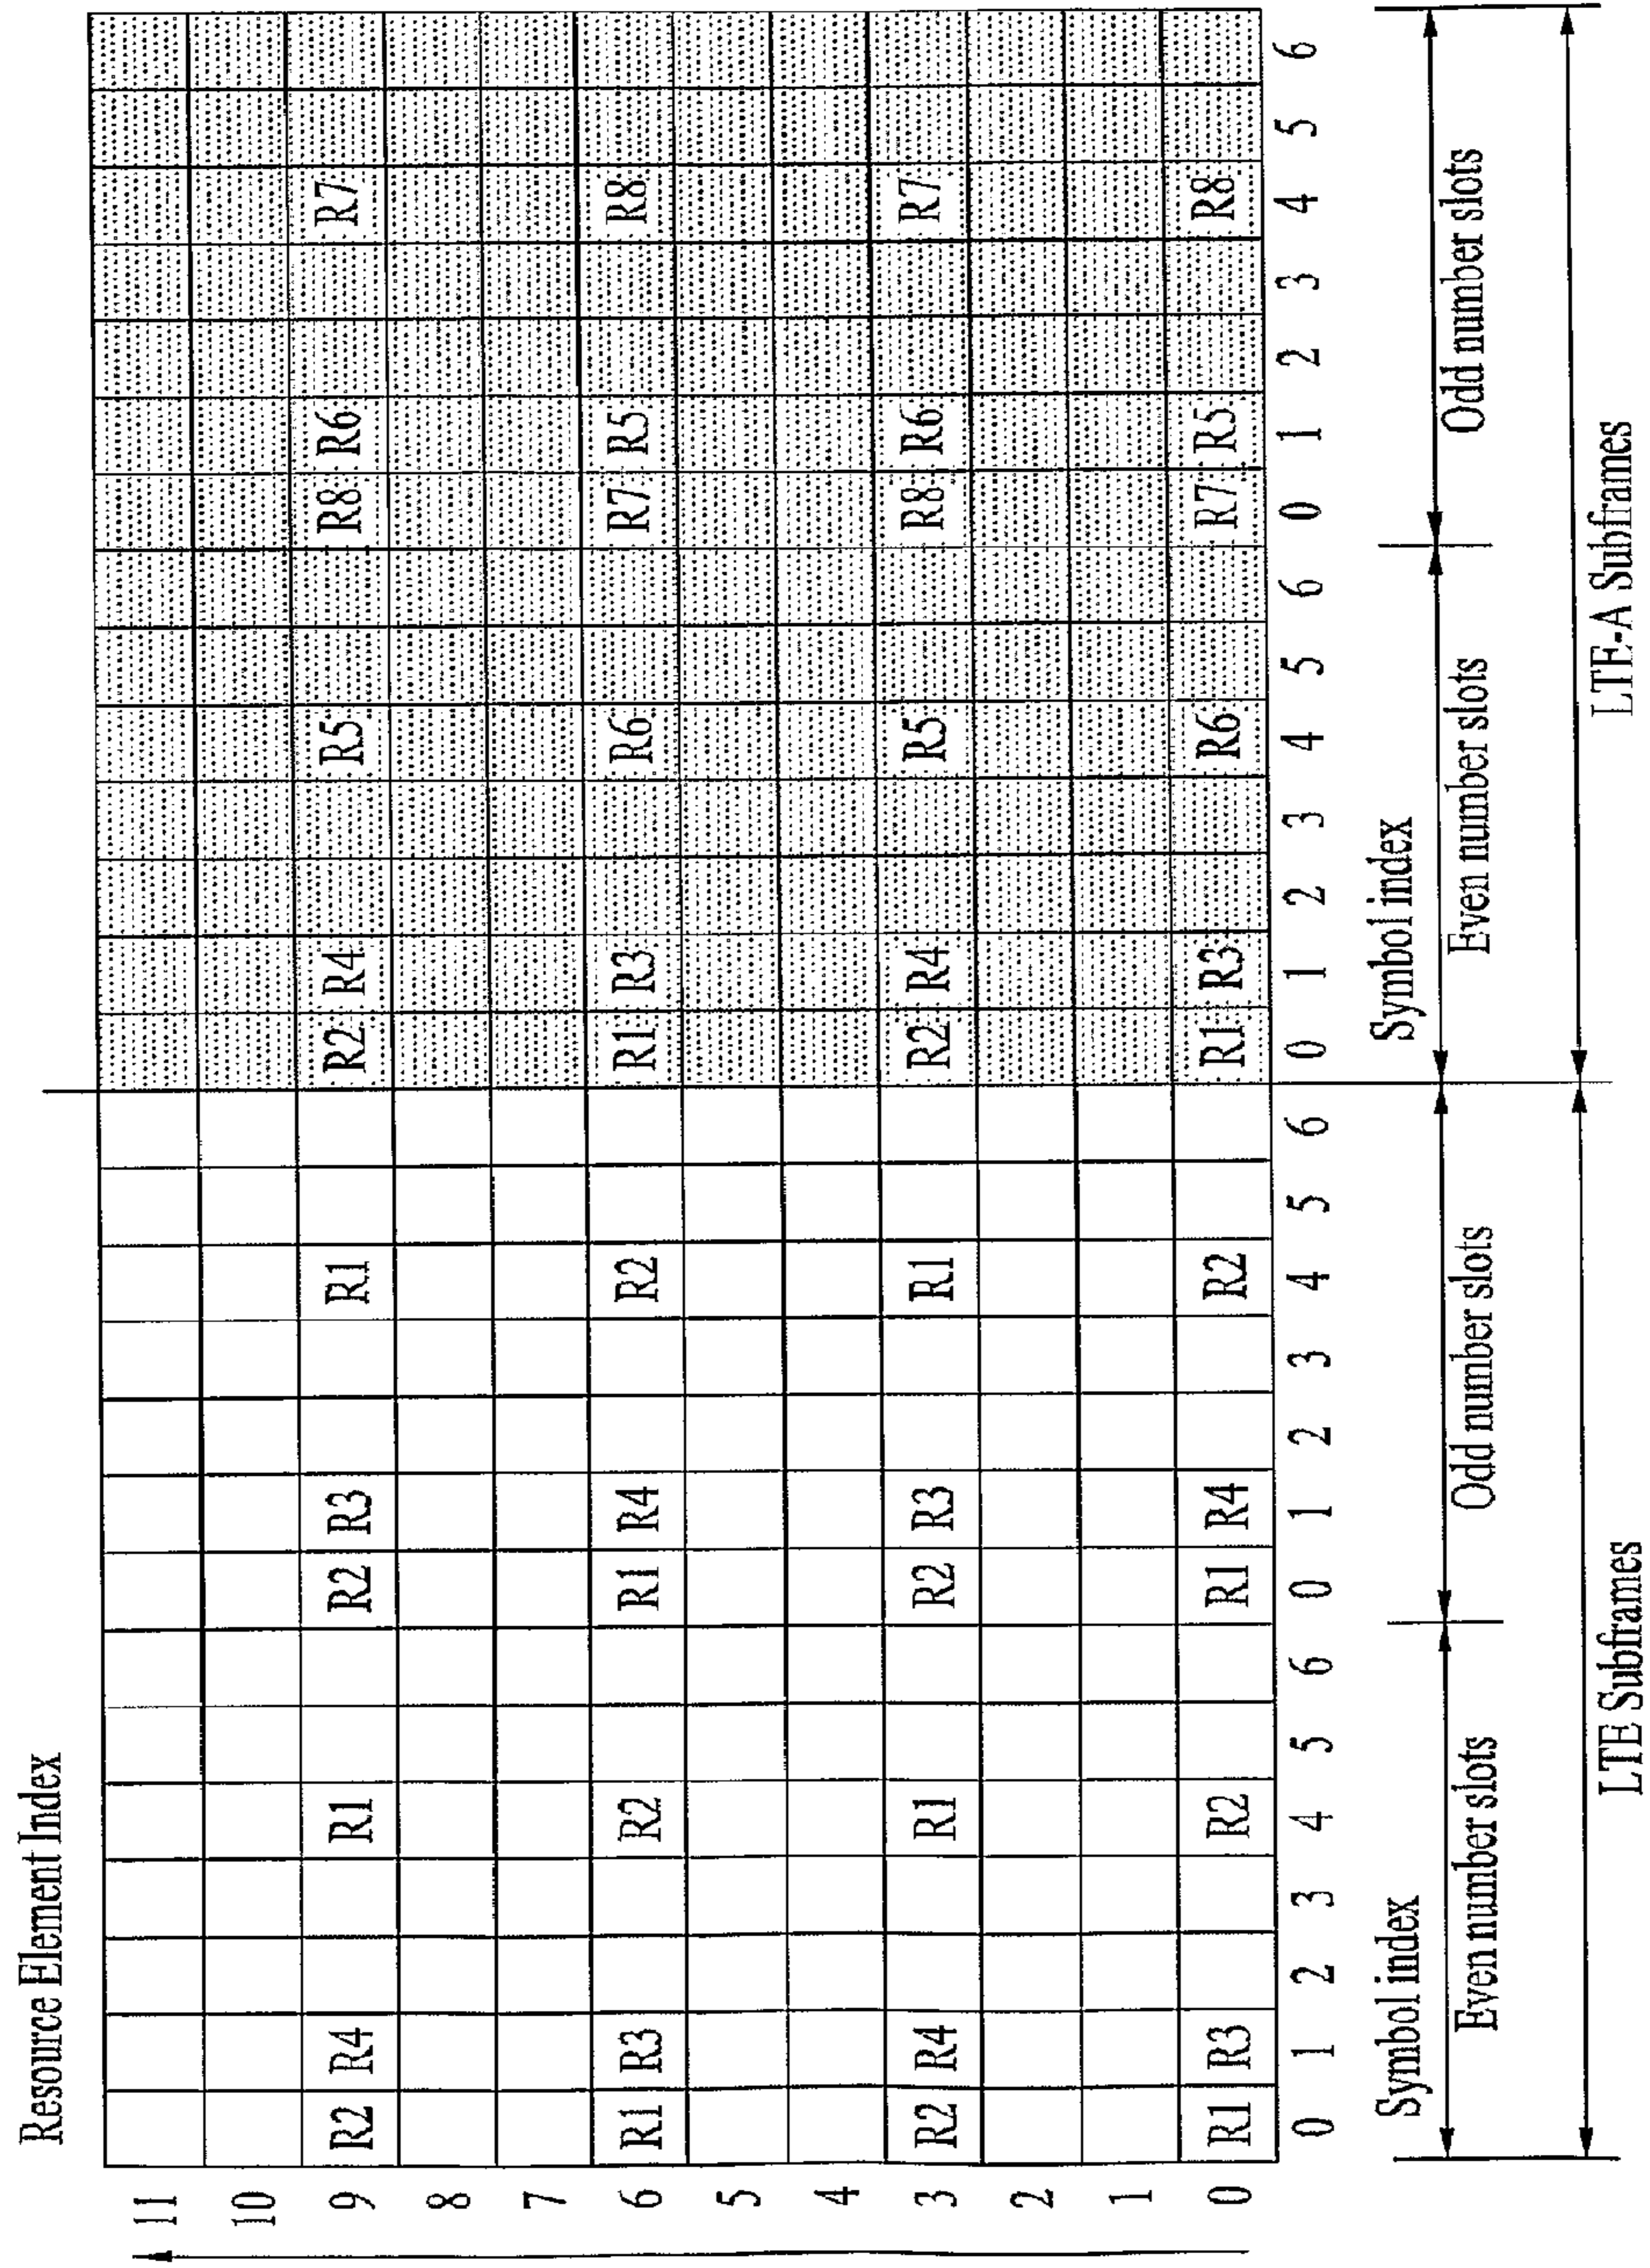 Resource Element Index
11
10
9 R2 R4 R1 R2 R3 R1 R2 R4 R5 R8 R6 R7
8
7
6 R1 R3 R2 R1 R4 R2 R1 R3 R6 R7 R5 R8
5
4
3 R2 R4 R1 R2 R3 R1 R2 R4 R5 R8 R6 R7
2
1
0 R1 R3 R2 R1 R4 R2 R1 R3 R6 R7 R5 R8
0 1 2 3 4 5 6 0 1 2 3 4 5 6 0 1 2 3 4 5 6 0 1 2 3 4 5 6
Symbol index Symbol index
Even number slots Odd number slots Even number slots Odd number slots
LTE Subframes LTE-A Subframes